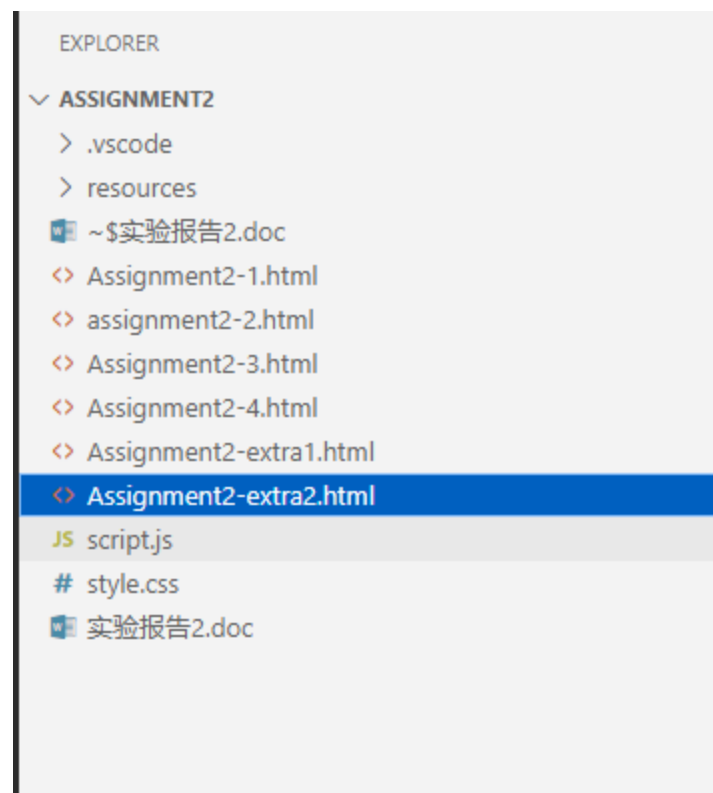 EXPLORER
ASSIGNMENT2
.vscode
resources
~$实验报告2.doc
Assignment2-1.html
assignment2-2.html
Assignment2-3.html
Assignment2-4.html
Assignment2-extra1.html
Assignment2-extra2.html
JS script.js
# style.css
实验报告2.doc